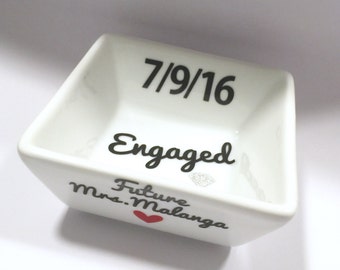 7/9/16
Engaged
Future
Mrs. Malanga